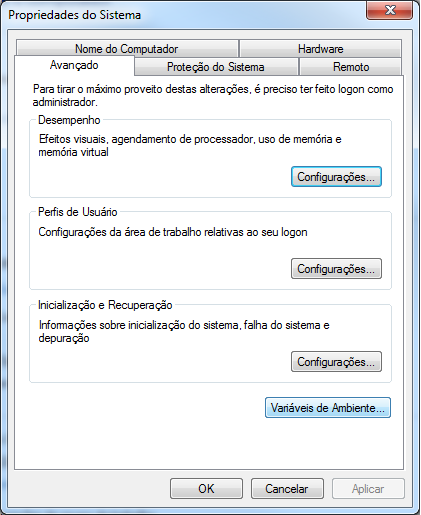 Propriedades do Sistema
Nome do Computador
Hardware
Avançado
Proteção do Sistema
Remoto
Para tirar o máximo proveito destas alterações, é preciso ter feito logon como
administrador.
Desempenho
Efeitos visuais, agendamento de processador, uso de memória e
memória virtual
Configurações...
Perfis de Usuário
Configurações da área de trabalho relativas ao seu logon
Configurações...
Inicialização e Recuperação
Informações sobre inicialização do sistema, falha do sistema e
depuração
Configurações...
Variáveis de Ambiente...
OK
Cancelar
Aplicar